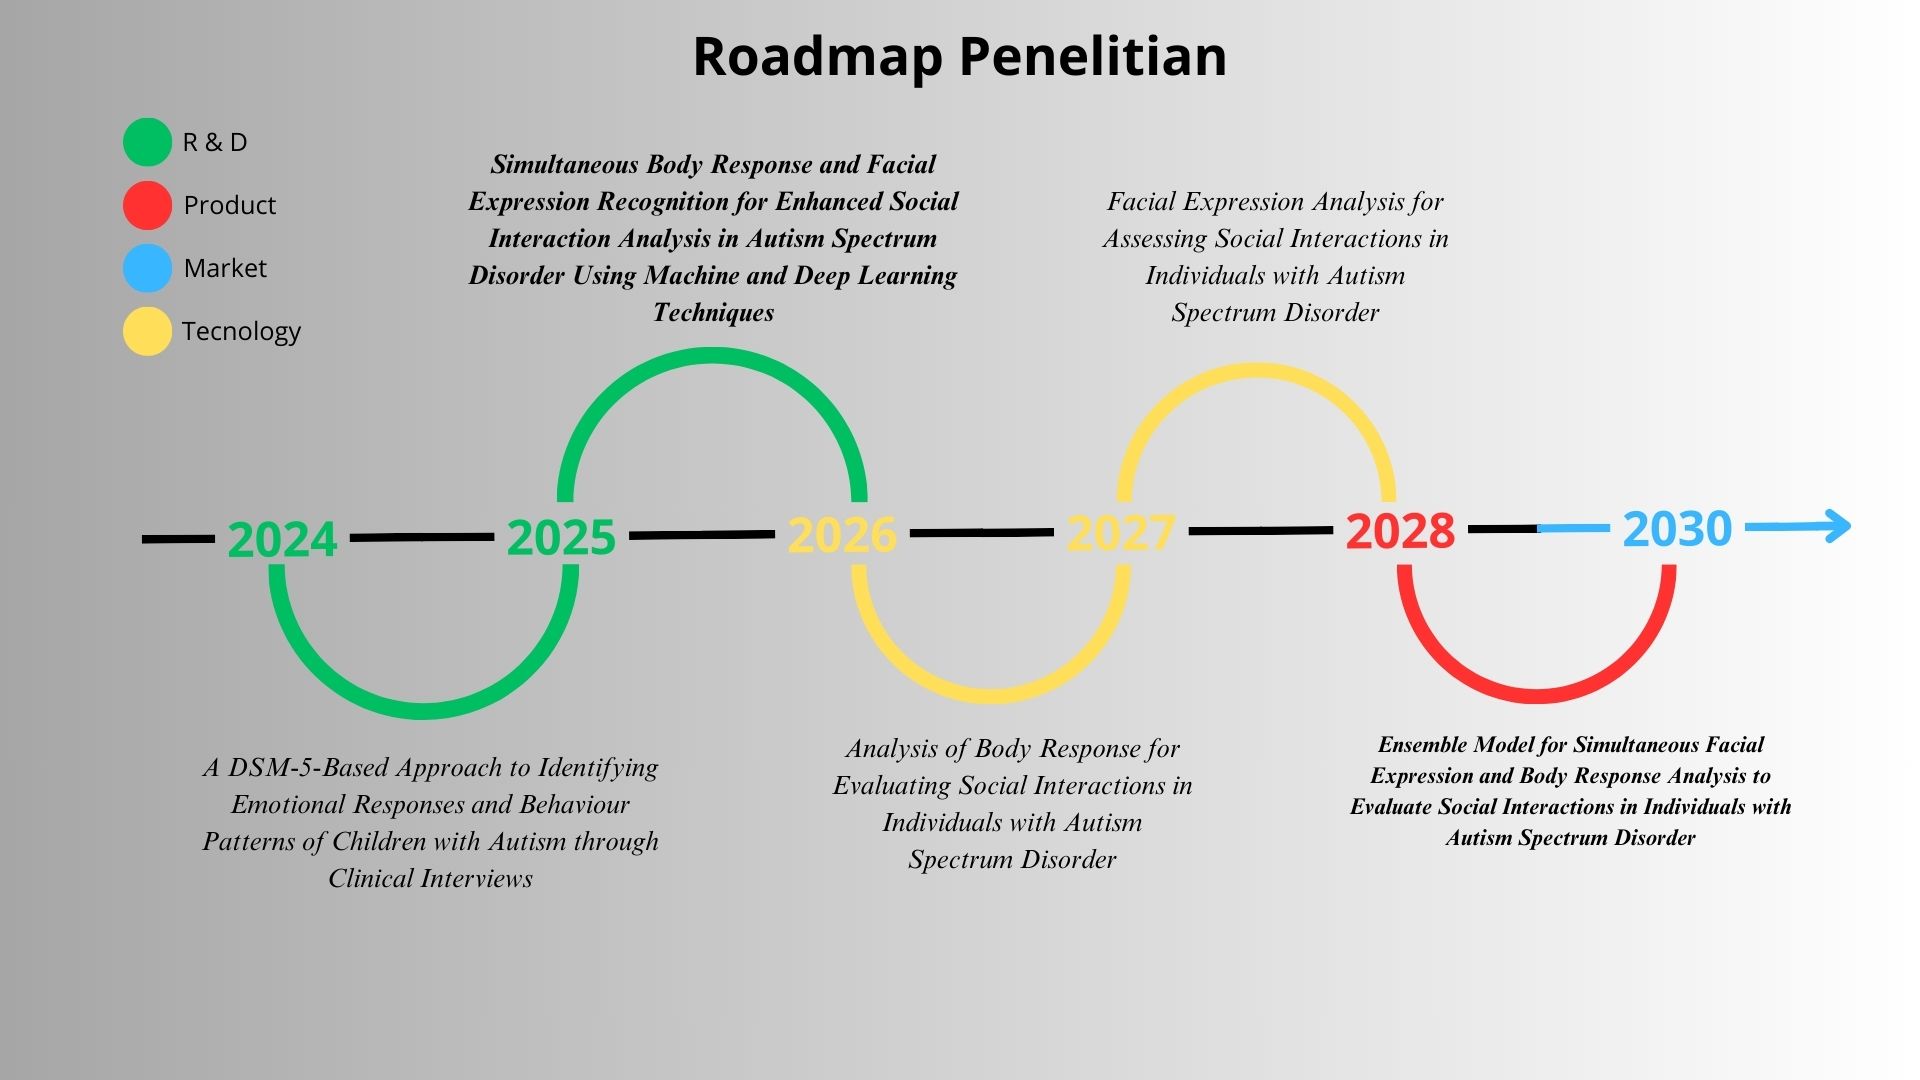 Roadmap Penelitian
R & D
Product
Market
Tecnology
Simultaneous Body Response and Facial
Expression Recognition for Enhanced Social
Interaction Analysis in Autism Spectrum
Disorder Using Machine and Deep Learning
Techniques
Facial Expression Analysis for
Assessing Social Interactions in
Individuals with Autism
Spectrum Disorder
2024
2025
2026
2027
2028
2030
A DSM-5-Based Approach to Identifying
Emotional Responses and Behaviour
Patterns of Children with Autism through
Clinical Interviews
Analysis of Body Response for
Evaluating Social Interactions in
Individuals with Autism
Spectrum Disorder
Ensemble Model for Simultaneous Facial
Expression and Body Response Analysis to
Evaluate Social Interactions in Individuals with
Autism Spectrum Disorder